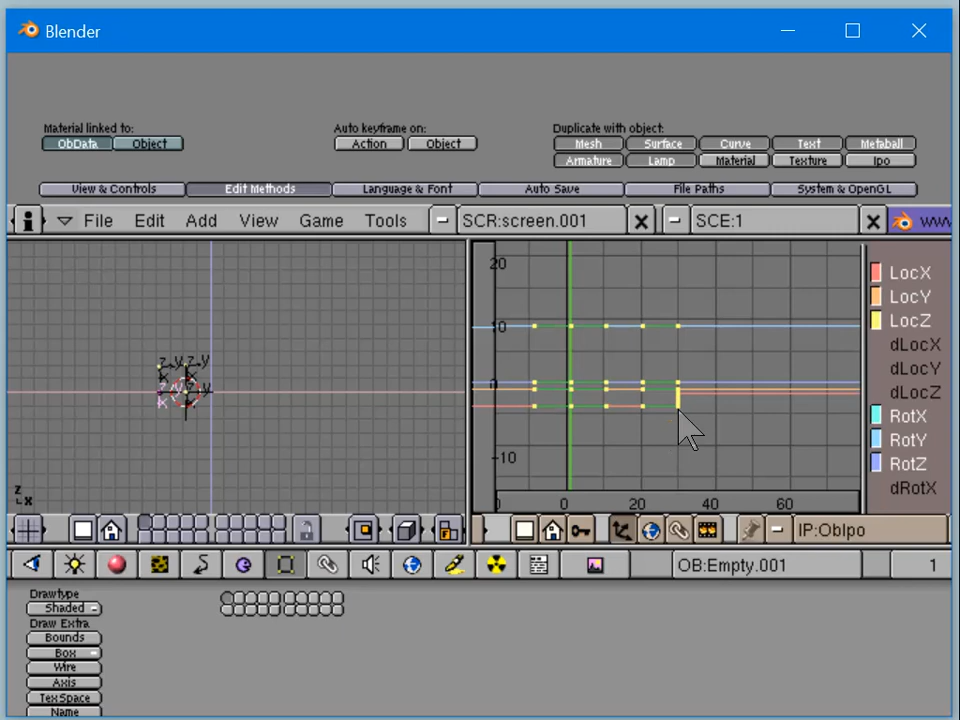 Blender
Material linked to:
ObData Object
Auto keyframe on:
Action Object
Duplicate with object:
Mesh Surface Curve Text Metaball
Armature Lamp Material Texture Ipo
View & Controls Edit Methods Language & Font Auto Save File Paths System & OpenGL
File Edit Add View Game Tools SCR:screen.001 SCE:1 www
20
10
0
-10
0 20 40 60
LocX
LocY
LocZ
dLocX
dLocY
dLocZ
RotX
RotY
RotZ
dRotX
z y z y
x x
z y z y
x
z
x
IP:ObIpo
OB:Empty.001 1
Drawtype
Shaded
Draw Extra
Bounds
Box
Wire
Axis
TexSpace
Name